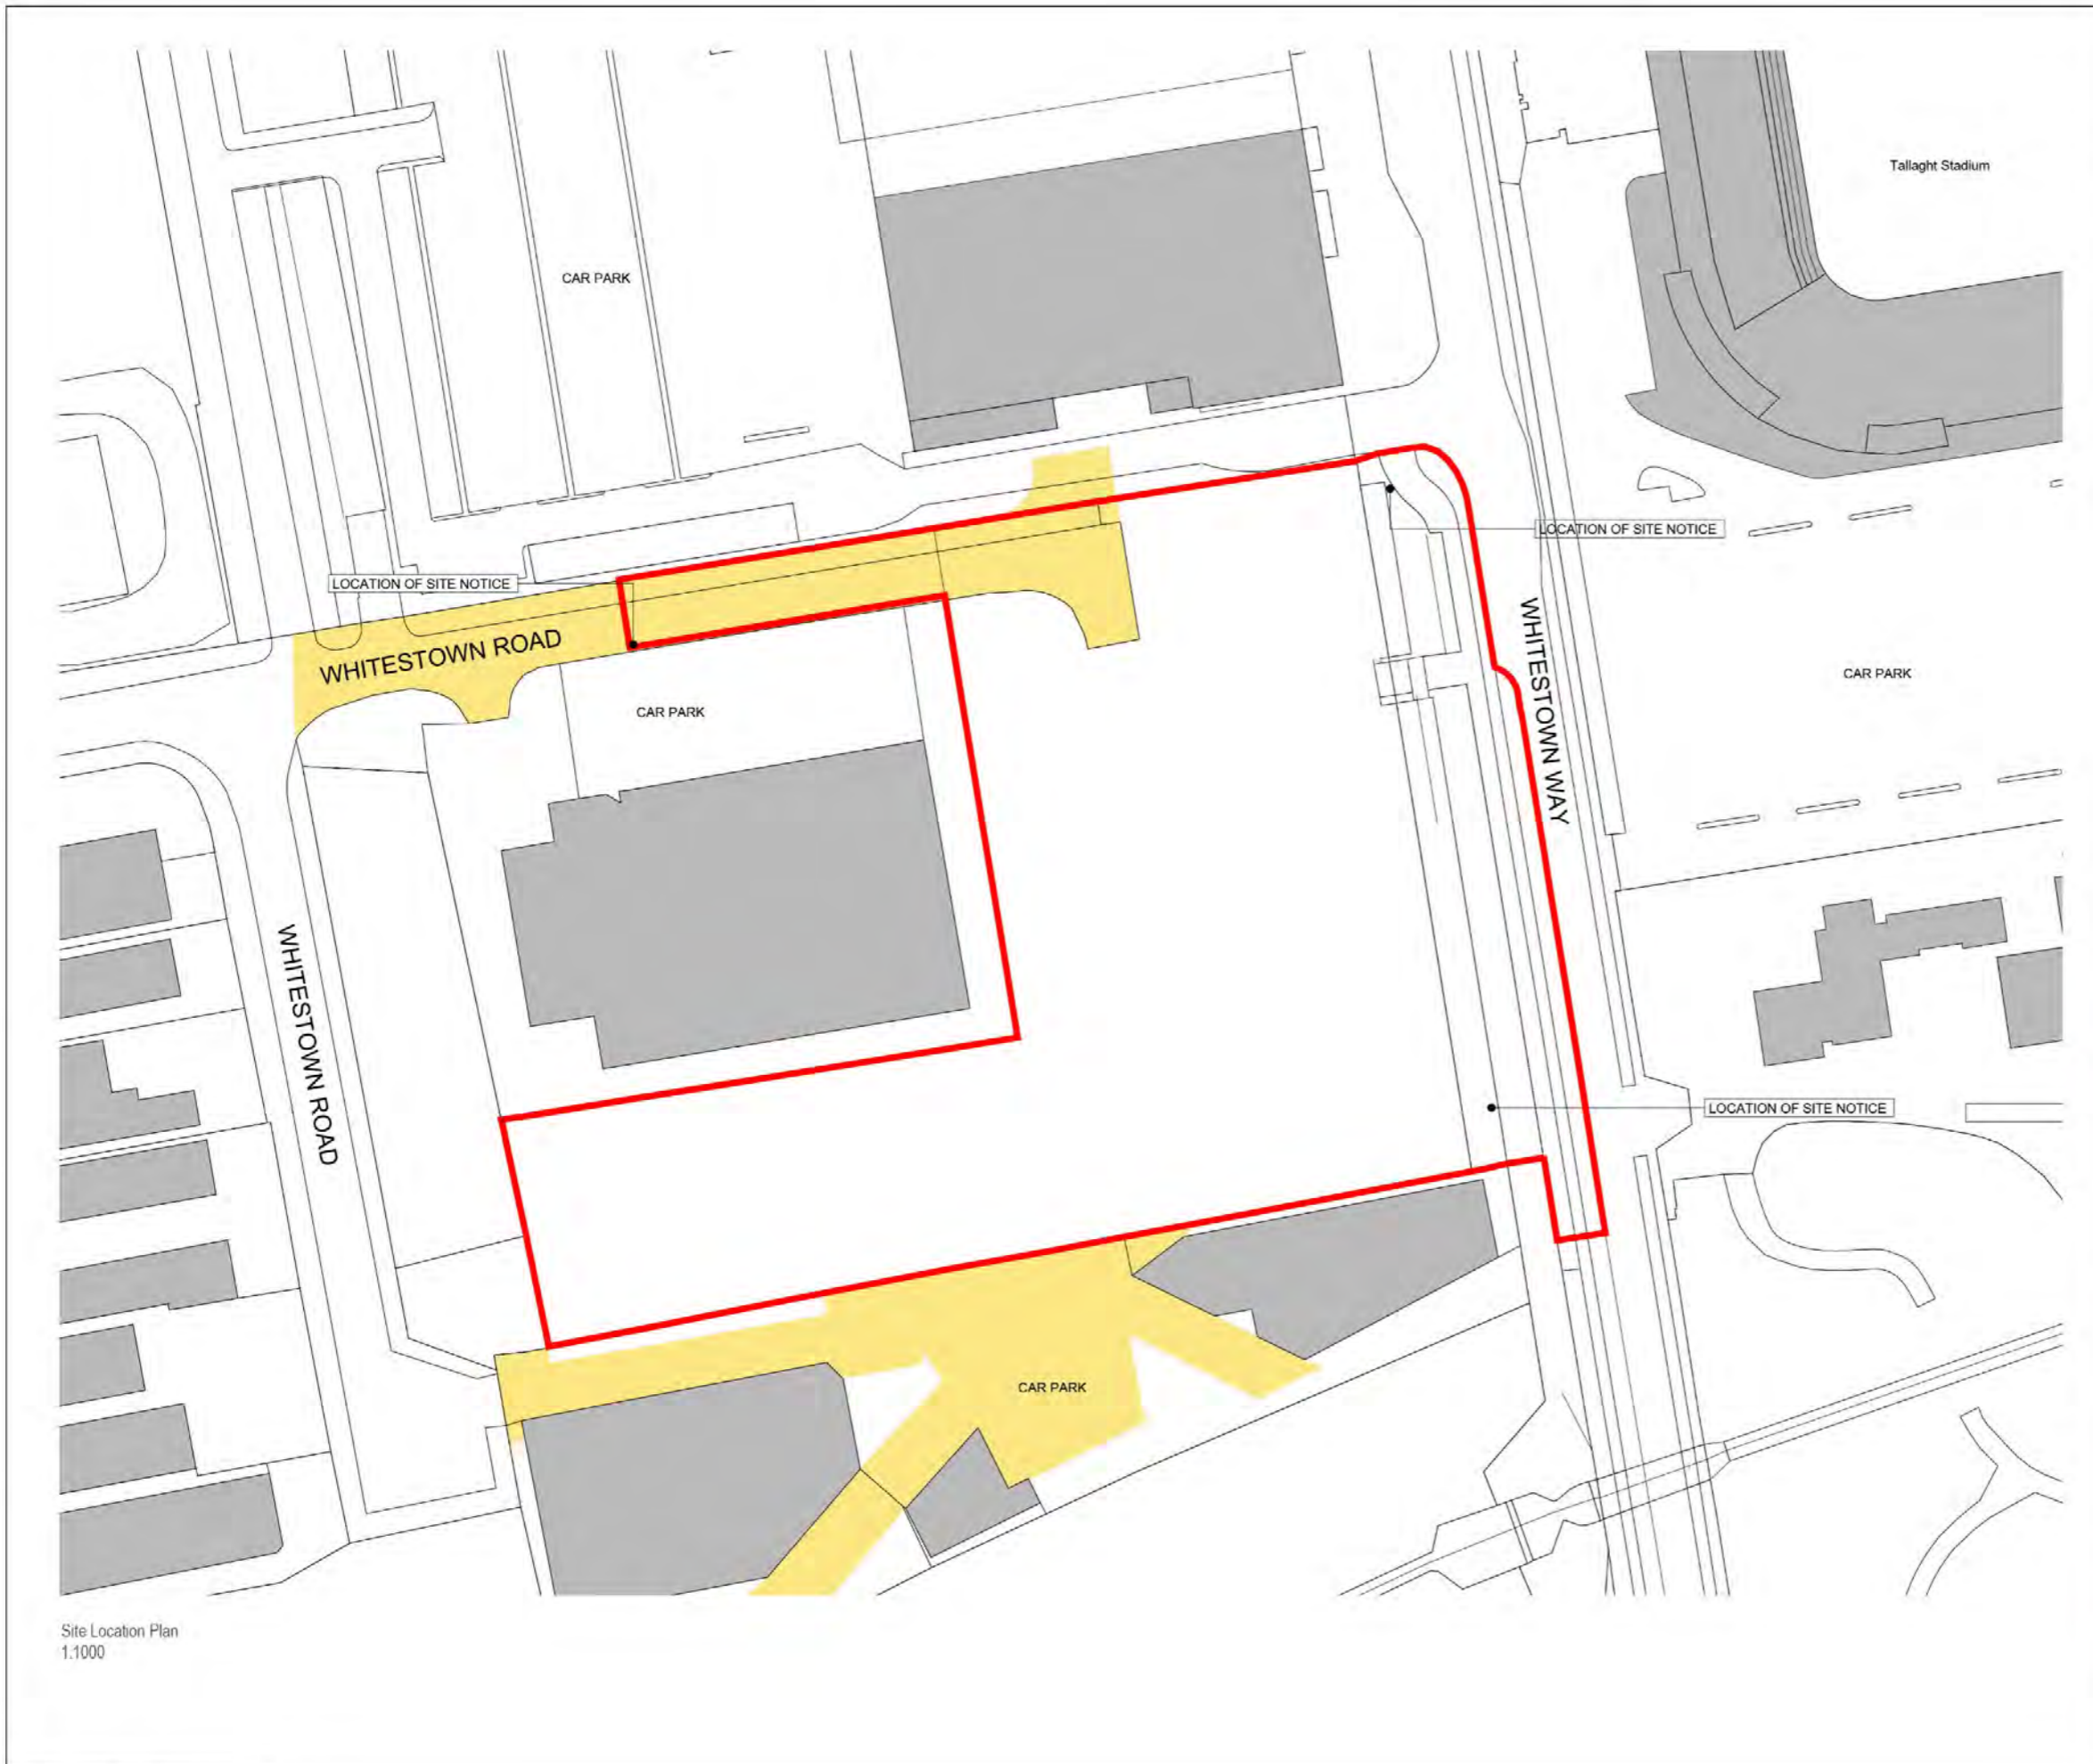 Tallaght Stadium
CAR PARK
LOCATION OF SITE NOTICE
LOCATION OF SITE NOTICE
WHITESTOWN ROAD
WHITESTOWN WAY
CAR PARK
CAR PARK
WHITESTOWN ROAD
LOCATION OF SITE NOTICE
CAR PARK
Site Location Plan
1.1000